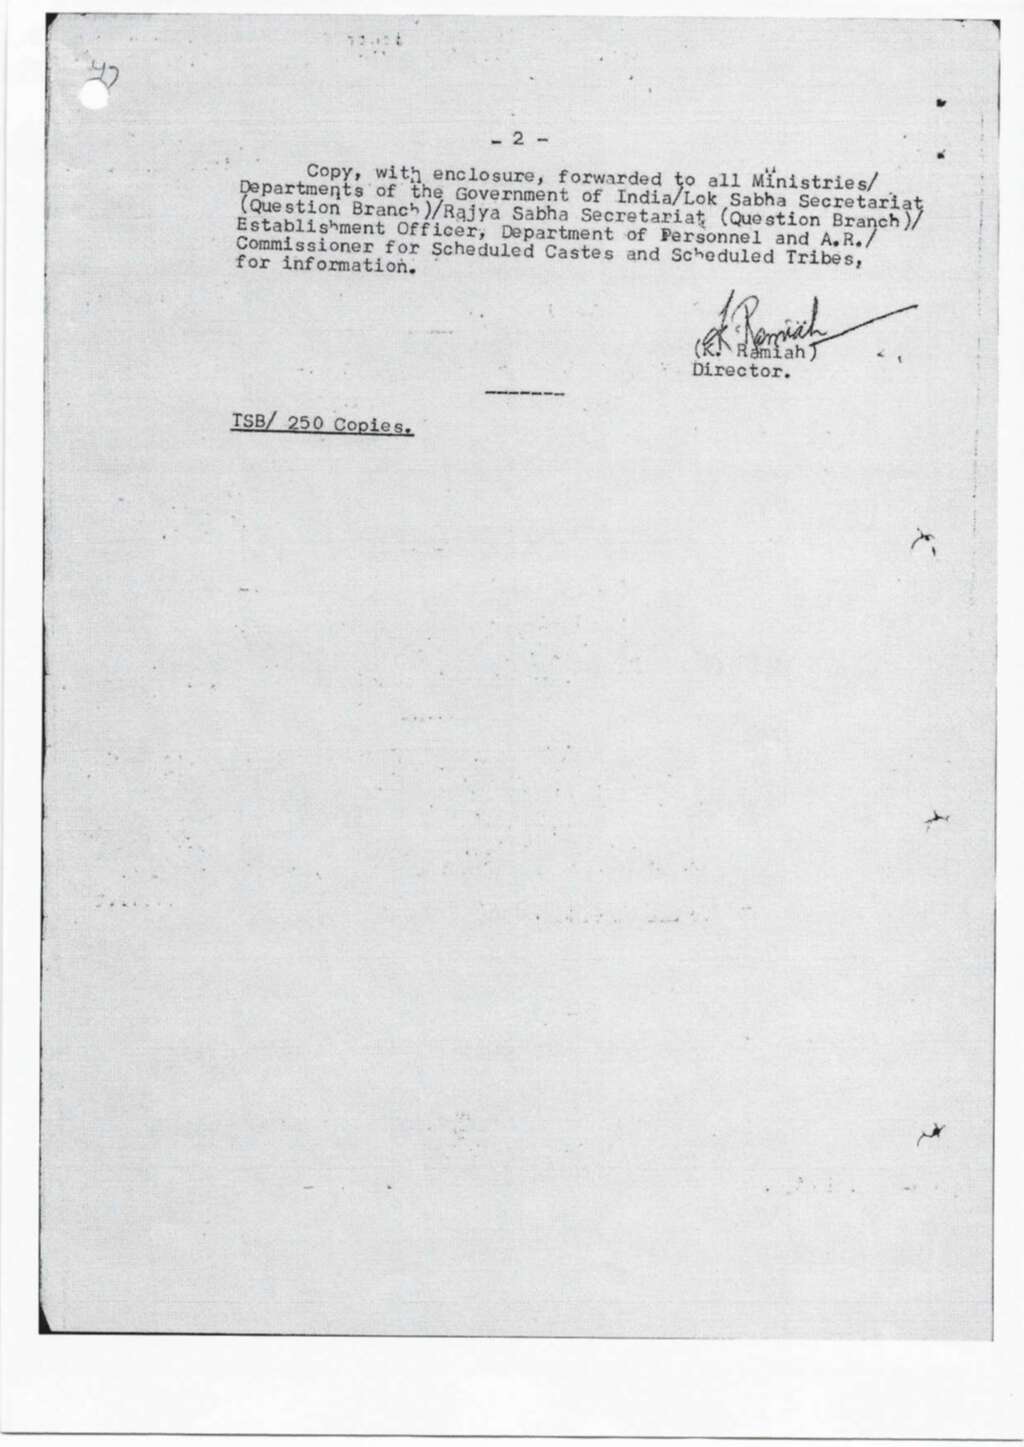 47
- 2 -
Copy, with enclosure, forwarded to all Ministries/
Departments of the Government of India/Lok Sabha Secretariat
(Question Branch)/Rajya Sabha Secretariat (Question Branch)/
Establishment Officer, Department of Personnel and A.R./
Commissioner for Scheduled Castes and Scheduled Tribes,
for information.
K. Ramiah
(K. Ramiah)
Director.
-------
TSB/ 250 Copies.